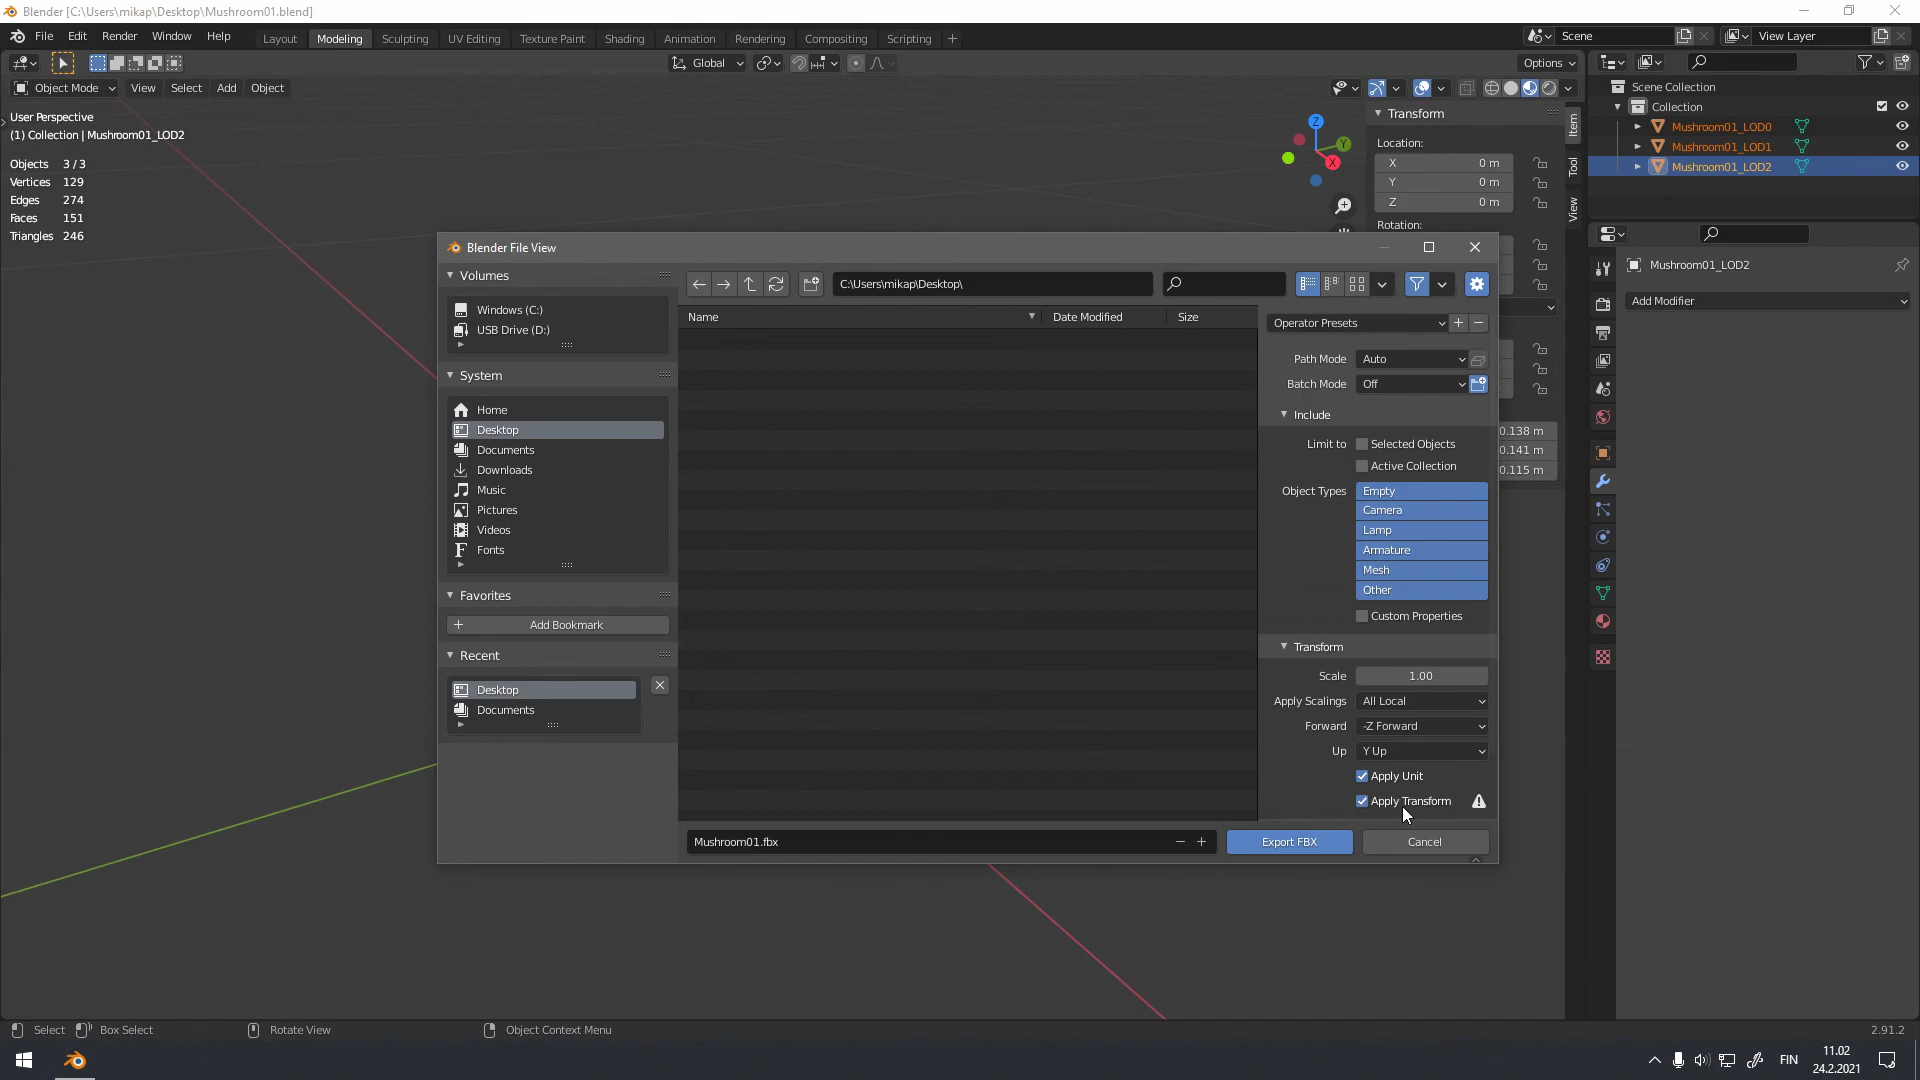 Blender [C:\Users\mikap\Desktop\Mushroom01.blend]
File Edit Render Window Help
Layout Modeling Sculpting UV Editing Texture Paint Shading Animation Rendering Compositing Scripting +
Scene
View Layer
Global
Options
Object Mode View Select Add Object
User Perspective
(1) Collection | Mushroom01_LOD2
Objects 3 / 3
Vertices 129
Edges 274
Faces 151
Triangles 246
Z
Y
X
Transform
Location:
X 0 m
Y 0 m
Z 0 m
Rotation:
0.138 m
0.141 m
0.115 m
Item
Tool
View
Scene Collection
Collection
Mushroom01_LOD0
Mushroom01_LOD1
Mushroom01_LOD2
Mushroom01_LOD2
Add Modifier
Blender File View
Volumes
Windows (C:)
USB Drive (D:)
System
Home
Desktop
Documents
Downloads
Music
Pictures
Videos
Fonts
Favorites
Add Bookmark
Recent
Desktop
Documents
C:\Users\mikap\Desktop\
Name Date Modified Size
Operator Presets
Path Mode Auto
Batch Mode Off
Include
Limit to Selected Objects
Active Collection
Object Types Empty
Camera
Lamp
Armature
Mesh
Other
Custom Properties
Transform
Scale 1.00
Apply Scalings All Local
Forward -Z Forward
Up Y Up
Apply Unit
Apply Transform
Mushroom01.fbx
Export FBX
Cancel
Select Box Select Rotate View Object Context Menu
2.91.2
FIN
11.02
24.2.2021